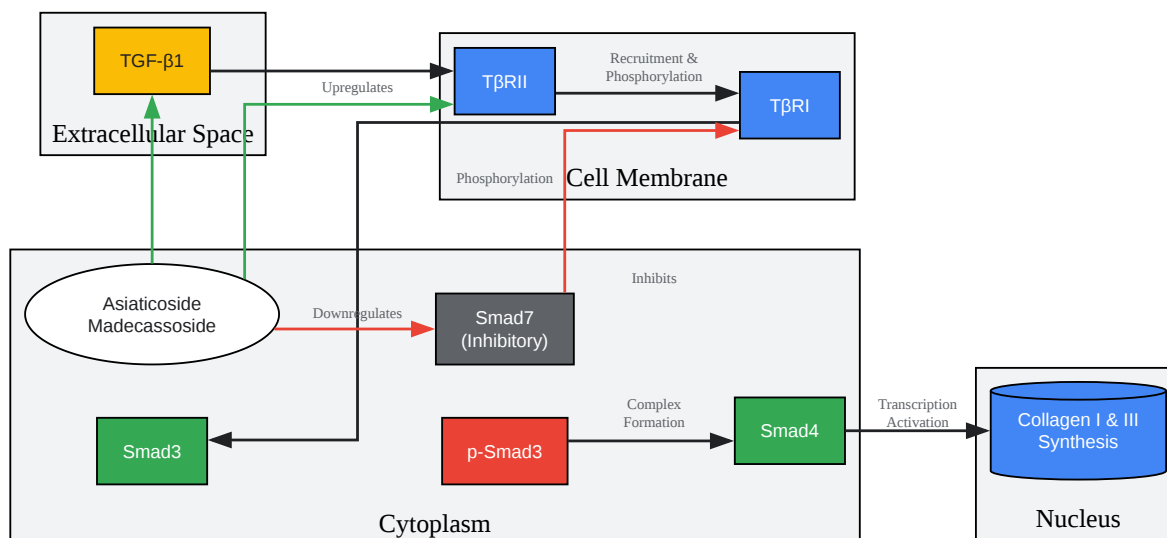 TGF-β1
Extracellular Space
Upregulates
TβRII
Recruitment &
Phosphorylation
TβRI
Phosphorylation
Cell Membrane
Asiaticoside
Madecassoside
Downregulates
Smad7
(Inhibitory)
Inhibits
Smad3
p-Smad3
Complex
Formation
Smad4
Cytoplasm
Transcription
Activation
Collagen I & III
Synthesis
Nucleus